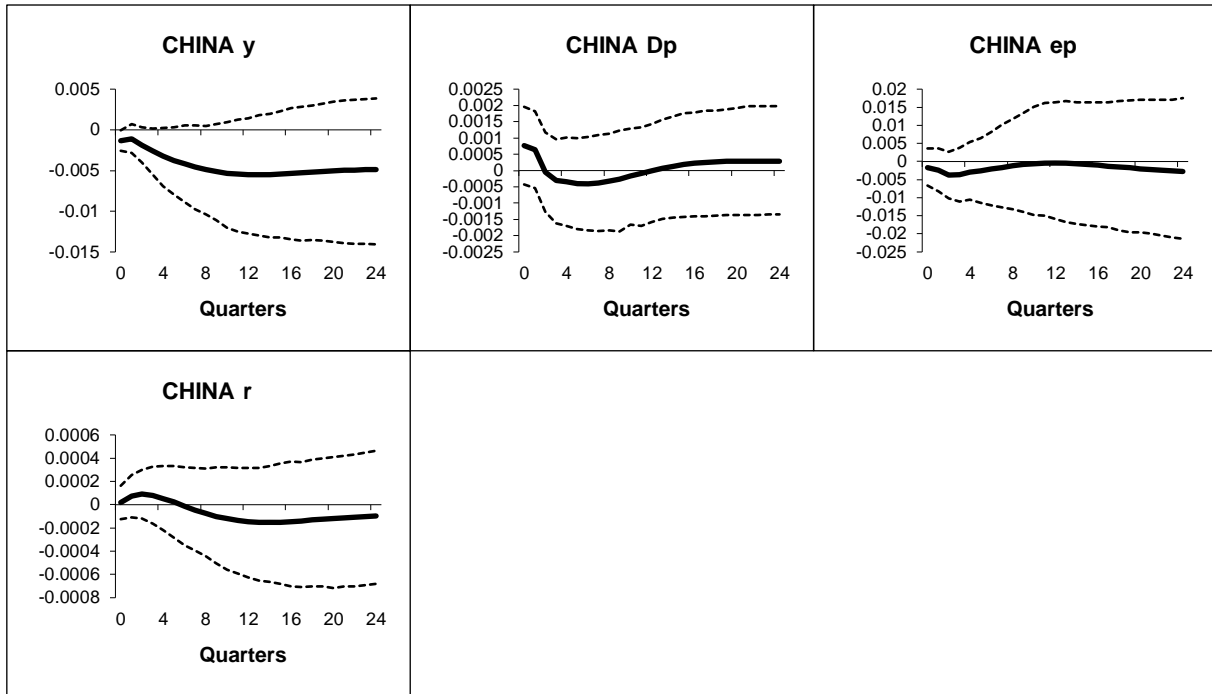 CHINA y
0.005
0
-0.005
-0.01
-0.015
0 4 8 12 16 20 24
Quarters
CHINA Dp
0.0025
0.002
0.0015
0.001
0.0005
0
-0.0005
-0.001
-0.0015
-0.002
-0.0025
0 4 8 12 16 20 24
Quarters
CHINA ep
0.02
0.015
0.01
0.005
0
-0.005
-0.01
-0.015
-0.02
-0.025
0 4 8 12 16 20 24
Quarters
CHINA r
0.0006
0.0004
0.0002
0
-0.0002
-0.0004
-0.0006
-0.0008
0 4 8 12 16 20 24
Quarters